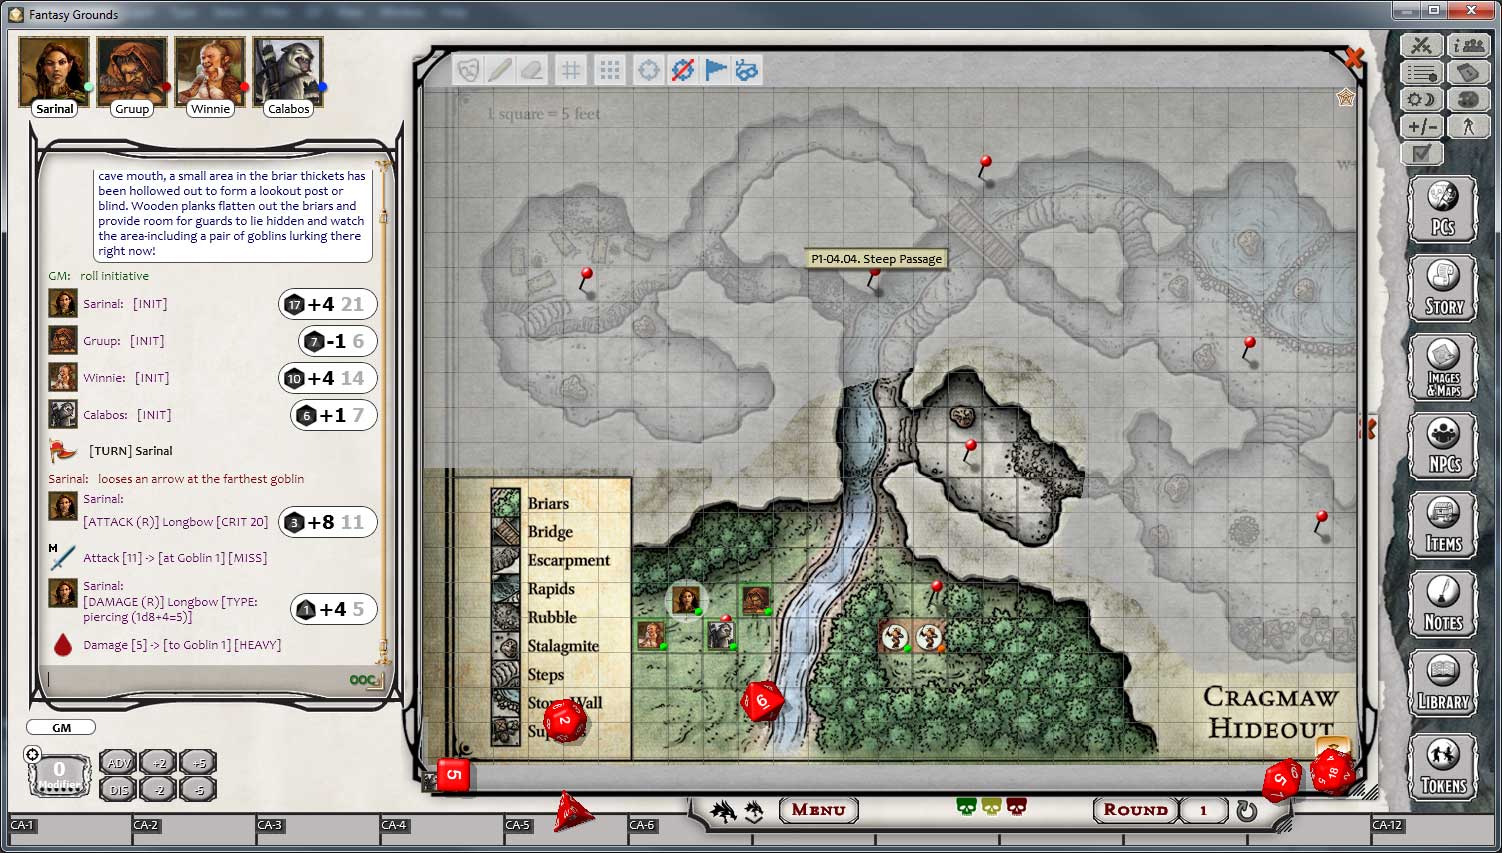 Fantasy Grounds
Sarinal
Gruup
Winnie
Calabos
cave mouth, a small area in the briar thickets has
been hollowed out to form a lookout post or
blind. Wooden planks flatten out the briars and
provide room for guards to lie hidden and watch
the area-including a pair of goblins lurking there
right now!
GM: roll initiative
Sarinal: [INIT] 17 +4 21
Gruup: [INIT] 7 -1 6
Winnie: [INIT] 10 +4 14
Calabos: [INIT] 6 +1 7
[TURN] Sarinal
Sarinal: looses an arrow at the farthest goblin
Sarinal:
[ATTACK (R)] Longbow [CRIT 20] 3 +8 11
M
Attack [11] -> [at Goblin 1] [MISS]
Sarinal:
[DAMAGE (R)] Longbow [TYPE:
piercing (1d8+4=5)] 1 +4 5
Damage [5] -> [to Goblin 1] [HEAVY]
OOC
GM
0
Modifier
ADV +2 +5
DIS -2 -5
1 square = 5 feet
P1-04.04. Steep Passage
Briars
Bridge
Escarpment
Rapids
Rubble
Stalagmite
Steps
Wall
Cragmaw
Hideout
2
5
5
18
Menu
Round 1
+/-
PCs
Story
Images
& Maps
NPCs
Items
Notes
Library
Tokens
CA-1
CA-2
CA-3
CA-4
CA-5
CA-6
CA-12